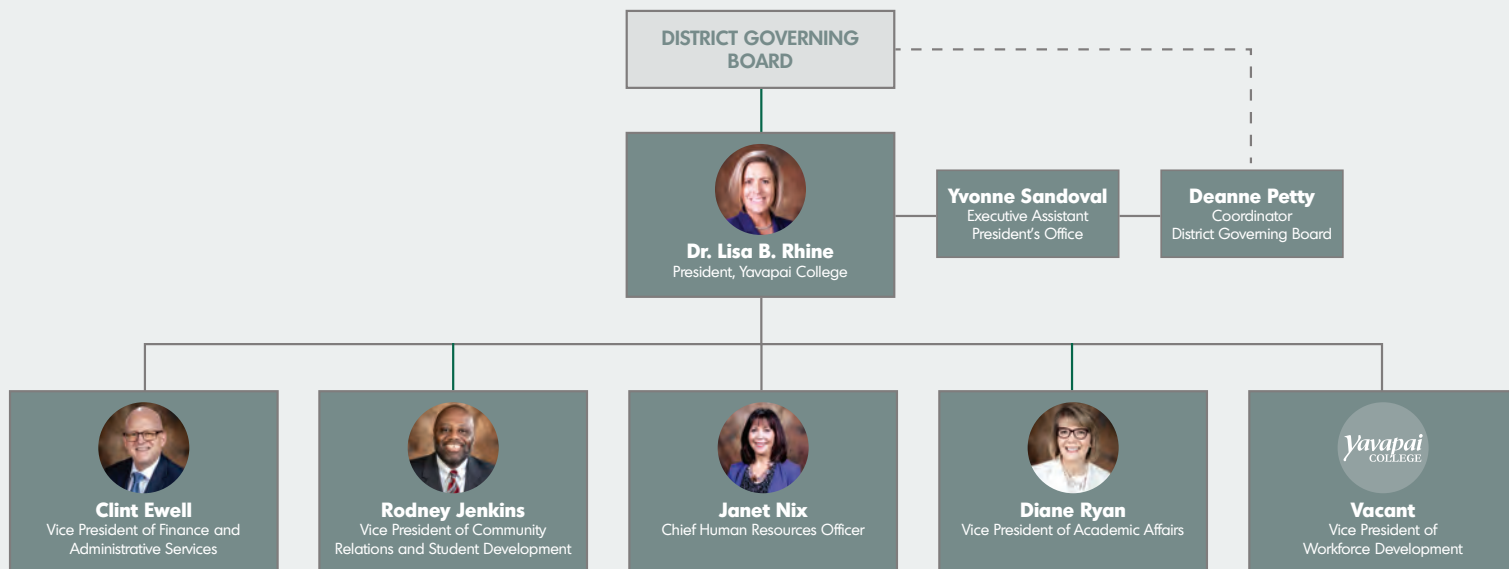 DISTRICT GOVERNING
BOARD
Dr. Lisa B. Rhine
President, Yavapai College
Yvonne Sandoval
Executive Assistant
President's Office
Deanne Petty
Coordinator
District Governing Board
Clint Ewell
Vice President of Finance and
Administrative Services
Rodney Jenkins
Vice President of Community
Relations and Student Development
Janet Nix
Chief Human Resources Officer
Diane Ryan
Vice President of Academic Affairs
Yavapai
COLLEGE
Vacant
Vice President of
Workforce Development